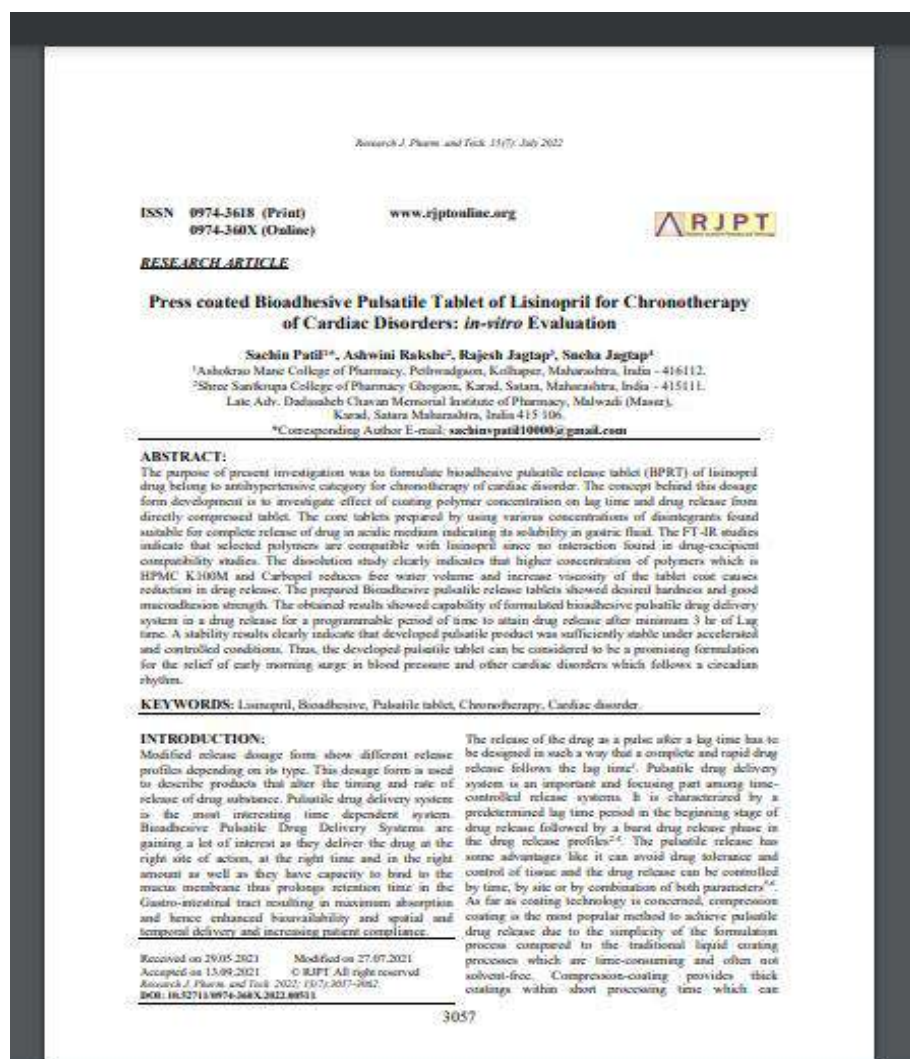 Research J. Pharm. and Tech. 15(7): July 2022
ISSN 0974-3618 (Print) www.rjptonline.org
0974-360X (Online)
RJPT
RESEARCH ARTICLE
Press coated Bioadhesive Pulsatile Tablet of Lisinopril for Chronotherapy
of Cardiac Disorders: in-vitro Evaluation
Sachin Patil¹*, Ashwini Rakshe², Rajesh Jagtap³, Sneha Jagtap⁴
¹Ashokrao Mane College of Pharmacy, Pethwadgaon, Kolhapur, Maharashtra, India - 416112.
²Shree Santkrupa College of Pharmacy Ghogaon, Karad, Satara, Maharashtra, India - 415111.
Late Adv. Dadasaheb Chavan Memorial Institute of Pharmacy, Malwadi (Masur),
Karad, Satara Maharashtra, India 415 106.
*Corresponding Author E-mail: sachinvpatil10000@gmail.com
ABSTRACT:
The purpose of present investigation was to formulate bioadhesive pulsatile release tablet (BPRT) of lisinopril
drug belong to antihypertensive category for chronotherapy of cardiac disorder. The concept behind this dosage
form development is to investigate effect of coating polymer concentration on lag time and drug release from
directly compressed tablet. The core tablets prepared by using various concentrations of disintegrants found
suitable for complete release of drug in acidic medium indicating its solubility in gastric fluid. The FT-IR studies
indicate that selected polymers are compatible with lisinopril since no interaction found in drug-excipient
compatibility studies. The dissolution study clearly indicates that higher concentration of polymers which is
HPMC K100M and Carbopol reduces free water volume and increase viscosity of the tablet coat causes
reduction in drug release. The prepared Bioadhesive pulsatile release tablets showed desired hardness and good
mucoadhesion strength. The obtained results showed capability of formulated bioadhesive pulsatile drug delivery
system in a drug release for a programmable period of time to attain drug release after minimum 3 hr of Lag
time. A stability results clearly indicate that developed pulsatile product was sufficiently stable under accelerated
and controlled conditions. Thus, the developed pulsatile tablet can be considered to be a promising formulation
for the relief of early morning surge in blood pressure and other cardiac disorders which follows a circadian
rhythm.
KEYWORDS: Lisinopril, Bioadhesive, Pulsatile tablet, Chronotherapy, Cardiac disorder.
INTRODUCTION:
Modified release dosage form show different release
profiles depending on its type. This dosage form is used
to describe products that alter the timing and rate of
release of drug substance. Pulsatile drug delivery system
is the most interesting time dependent system.
Bioadhesive Pulsatile Drug Delivery Systems are
gaining a lot of interest as they deliver the drug at the
right site of action, at the right time and in the right
amount as well as they have capacity to bind to the
mucus membrane thus prolongs retention time in the
Gastro-intestinal tract resulting in maximum absorption
and hence enhanced bioavailability and spatial and
temporal delivery and increasing patient compliance.
Received on 29.05.2021 Modified on 27.07.2021
Accepted on 13.09.2021 © RJPT All right reserved
Research J. Pharm. and Tech. 2022; 15(7):3057-3062.
DOI: 10.52711/0974-360X.2022.00511
The release of the drug as a pulse after a lag time has to
be designed in such a way that a complete and rapid drug
release follows the lag time¹. Pulsatile drug delivery
system is an important and focusing part among time-
controlled release systems. It is characterized by a
predetermined lag time period in the beginning stage of
drug release followed by a burst drug release phase in
the drug release profiles. The pulsatile release has
some advantages like it can avoid drug tolerance and
control of tissue and the drug release can be controlled
by time, by site or by combination of both parameters.
As far as coating technology is concerned, compression
coating is the most popular method to achieve pulsatile
drug release due to the simplicity of the formulation
process compared to the traditional liquid coating
processes which are time-consuming and often not
solvent-free. Compression-coating provides thick
coatings within short processing time which can
3057